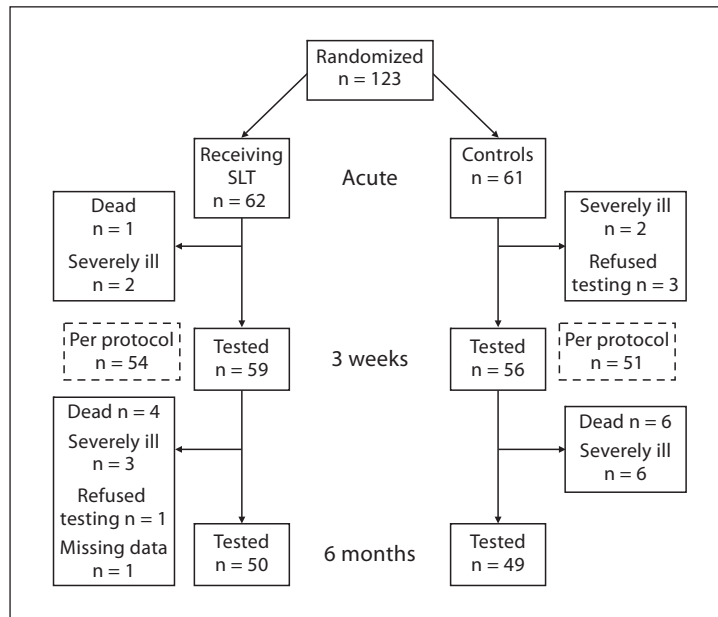 Randomized
n = 123
Receiving
SLT
n = 62
Acute
Controls
n = 61
Dead
n = 1
Severely ill
n = 2
Severely ill
n = 2
Refused
testing n = 3
Per protocol
n = 54
Tested
n = 59
3 weeks
Tested
n = 56
Per protocol
n = 51
Dead n = 4
Severely ill
n = 3
Refused
testing n = 1
Missing data
n = 1
Dead n = 6
Severely ill
n = 6
Tested
n = 50
6 months
Tested
n = 49